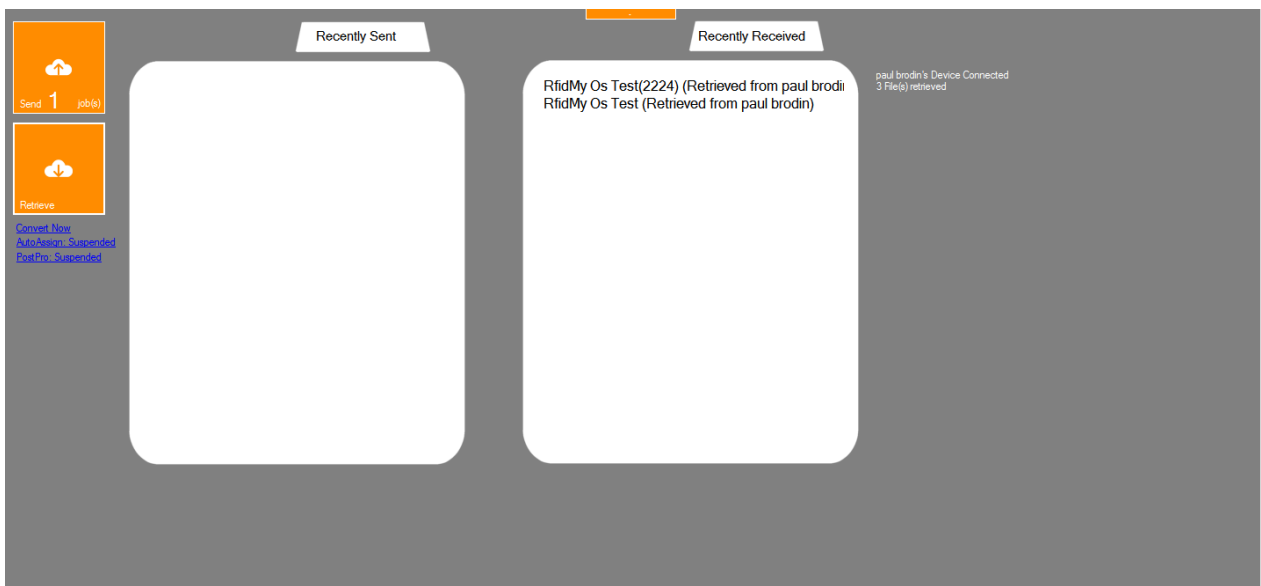 Recently Sent
Recently Received
Send 1 job(s)
Retrieve
Convert Now
AutoAssign: Suspended
PostPro: Suspended
RfidMy Os Test(2224) (Retrieved from paul brodin
RfidMy Os Test (Retrieved from paul brodin)
paul brodin's Device Connected
3 File(s) retrieved